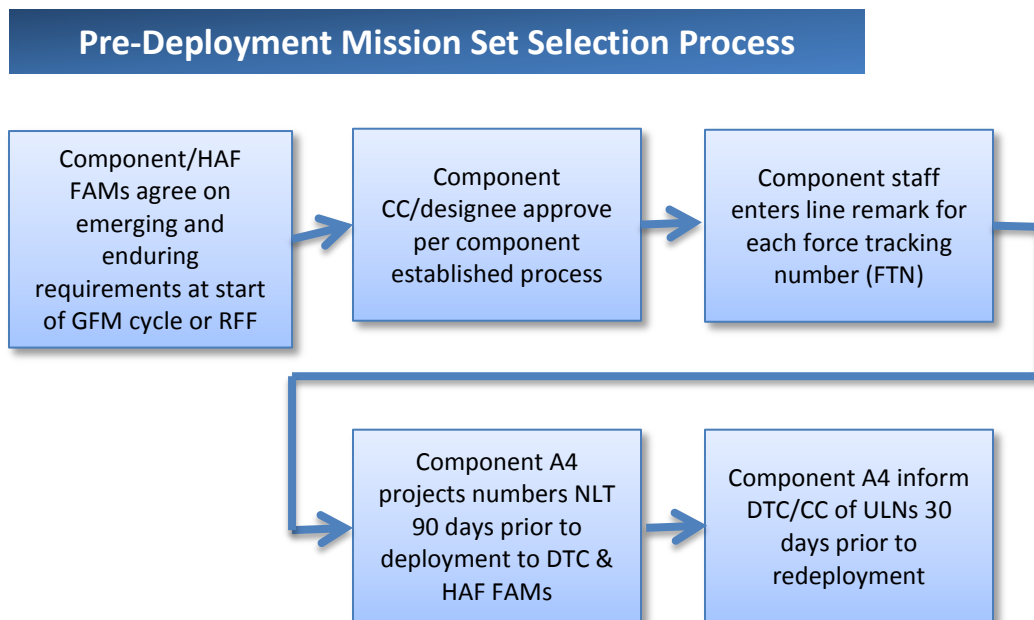 Pre-Deployment Mission Set Selection Process
Component/HAF
FAMs agree on
emerging and
enduring
requirements at start
of GFM cycle or RFF
Component
CC/designee approve
per component
established process
Component staff
enters line remark for
each force tracking
number (FTN)
Component A4
projects numbers NLT
90 days prior to
deployment to DTC &
HAF FAMs
Component A4 inform
DTC/CC of ULNs 30
days prior to
redeployment